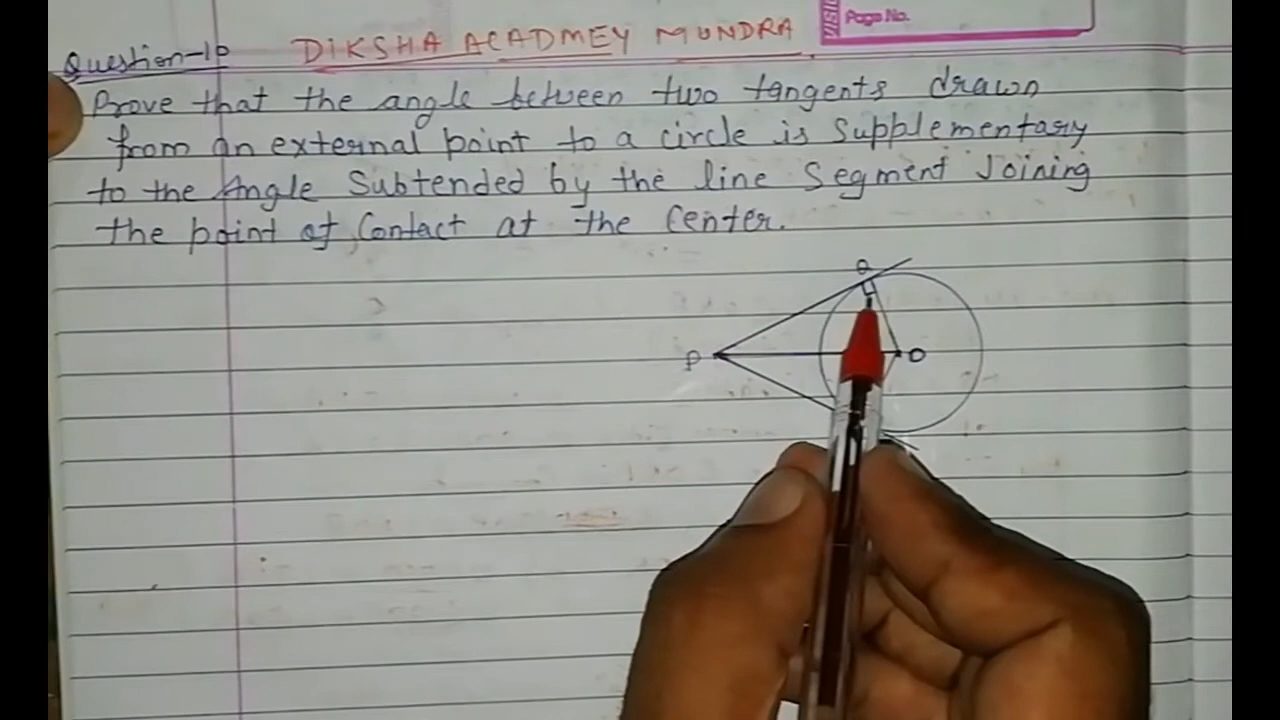 Page No.
Question-10 DIKSHA ACADMEY MUNDRA
Prove that the angle between two tangents drawn
from an external point to a circle is Supplementary
to the Angle Subtended by the line Segment Joining
the point of Contact at the Center.
Q
P O